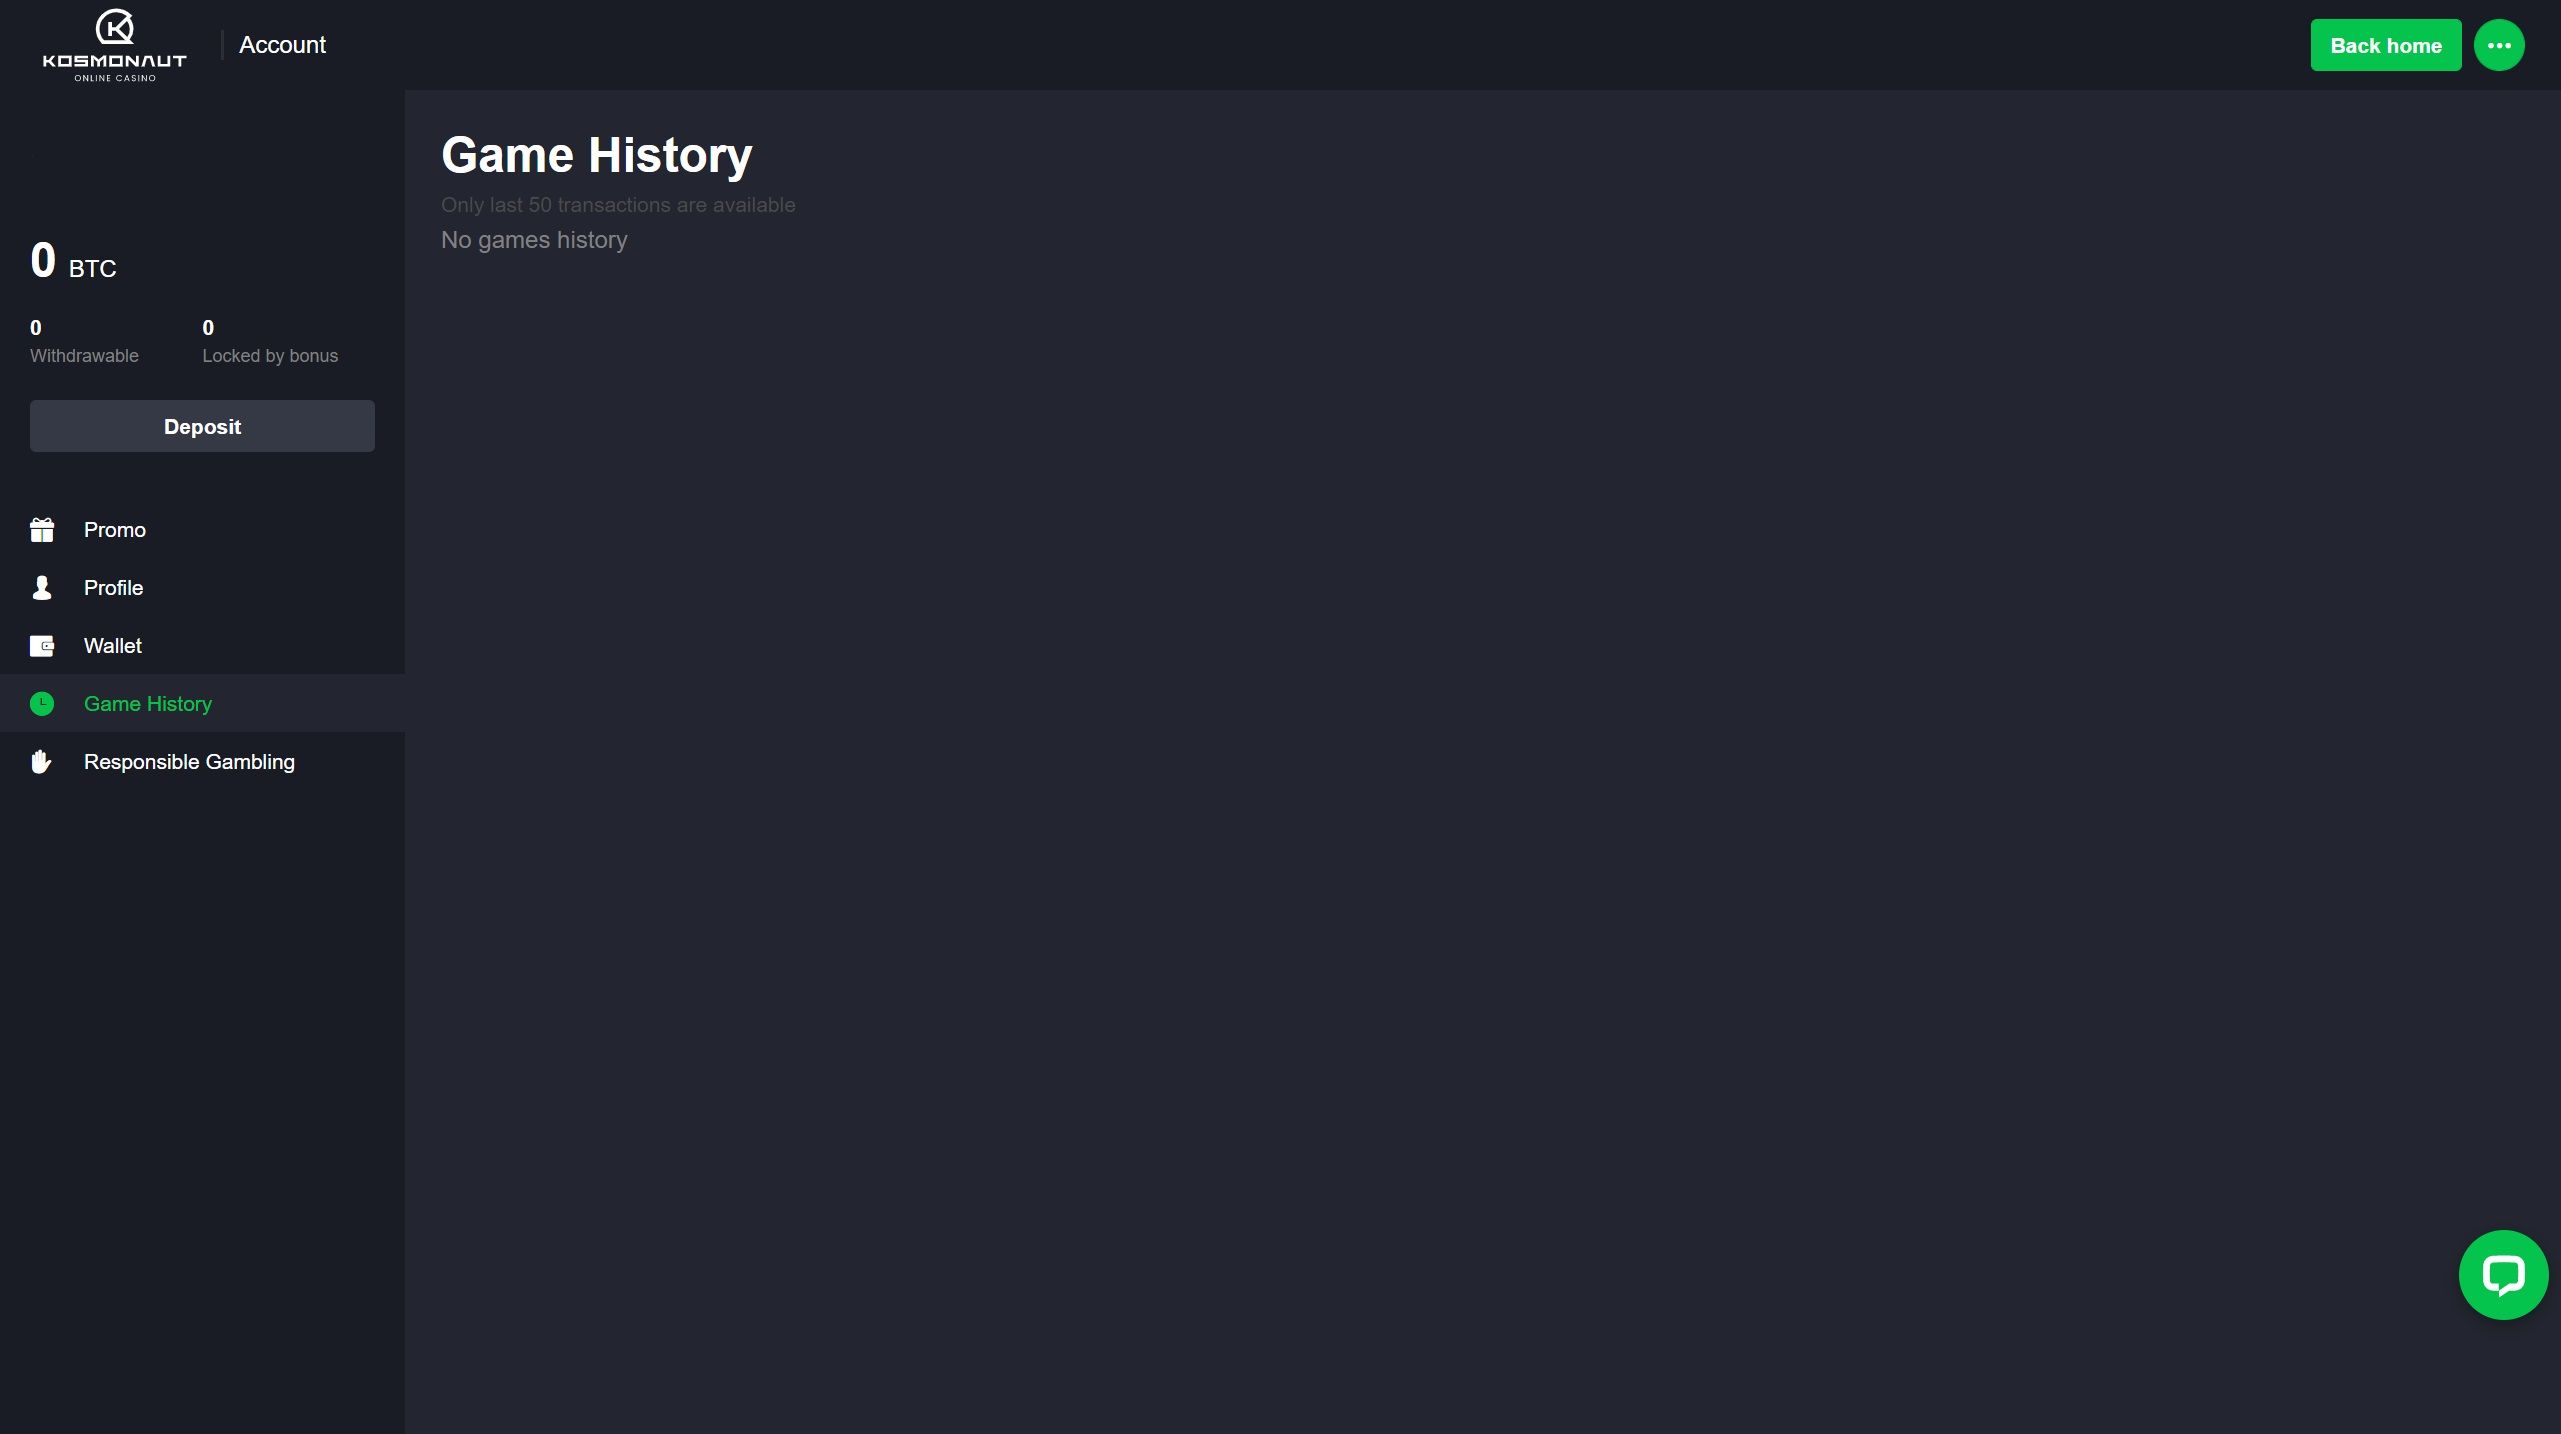 KOSMONAUT
ONLINE CASINO
Account
Back home
Game History
Only last 50 transactions are available
No games history
0 BTC
0
Withdrawable
0
Locked by bonus
Deposit
Promo
Profile
Wallet
Game History
Responsible Gambling